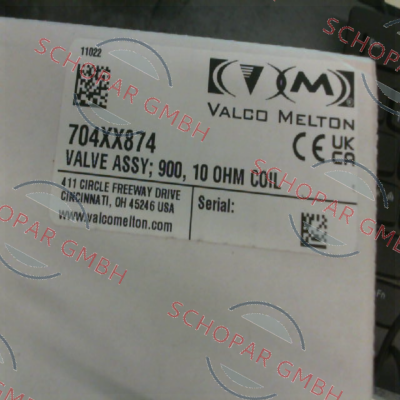 11022
VALCO MELTON
704XX874
VALVE ASSY; 900, 10 OHM COIL
CE UK CA
411 CIRCLE FREEWAY DRIVE
CINCINNATI, OH 45246 USA
www.valcomelton.com
Serial:
SCHOPAR GMBH
SCHOPAR GMBH
SCHOPAR GMBH
SCHOPAR GMBH